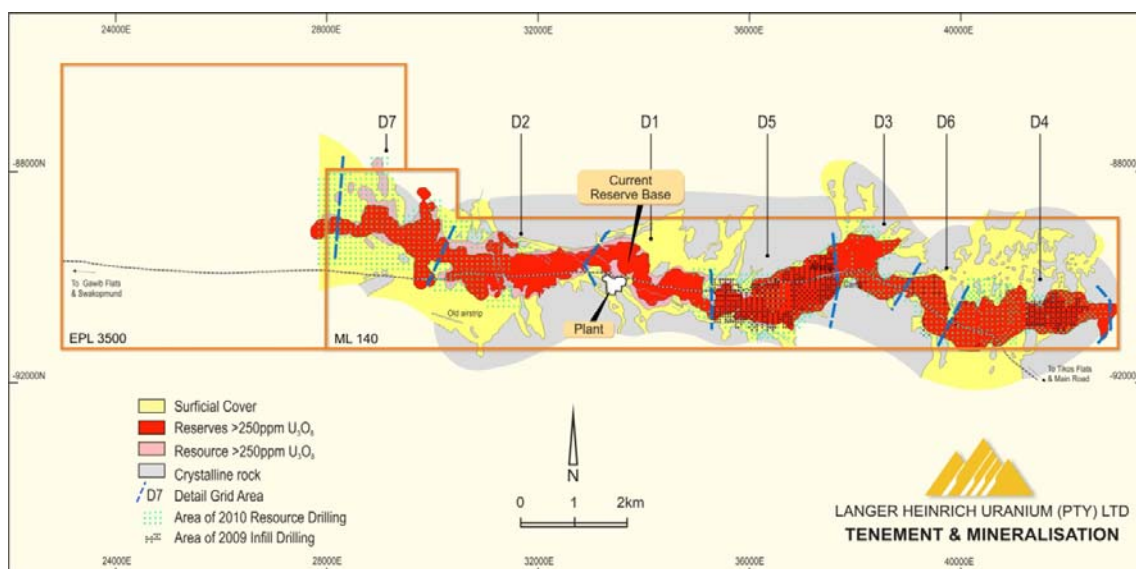 24000E 28000E 32000E 36000E 40000E
-88000N -88000N
D7 D2 D1 D5 D3 D6 D4
Current
Reserve Base
To Gawib Flats
& Swakopmund
Old airstrip
Plant
EPL 3500
ML 140
To Tikos Flats
& Main Road
-92000N -92000N
Surficial Cover
Reserves >250ppm U₃O₈
Resource >250ppm U₃O₈
Crystalline rock
D7 Detail Grid Area
Area of 2010 Resource Drilling
Area of 2009 Infill Drilling
N
0 1 2km
LANGER HEINRICH URANIUM (PTY) LTD
TENEMENT & MINERALISATION
24000E 28000E 32000E 36000E 40000E